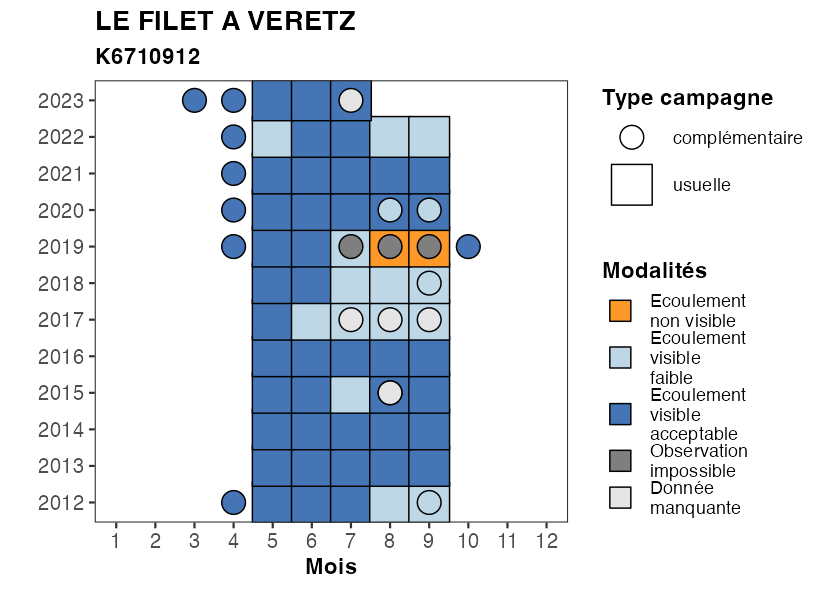 LE FILET A VERETZ
K6710912
2023
2022
2021
2020
2019
2018
2017
2016
2015
2014
2013
2012
1 2 3 4 5 6 7 8 9 10 11 12
Mois
Type campagne
complémentaire
usuelle
Modalités
Ecoulement
non visible
Ecoulement
visible
faible
Ecoulement
visible
acceptable
Observation
impossible
Donnée
manquante